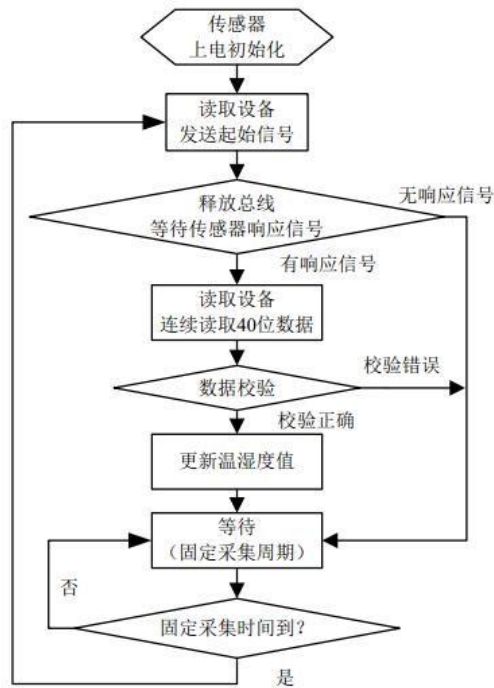 传感器
上电初始化
读取设备
发送起始信号
释放总线
等待传感器响应信号
无响应信号
有响应信号
读取设备
连续读取40位数据
数据校验
校验错误
校验正确
更新温湿度值
等待
（固定采集周期）
否
固定采集时间到?
是